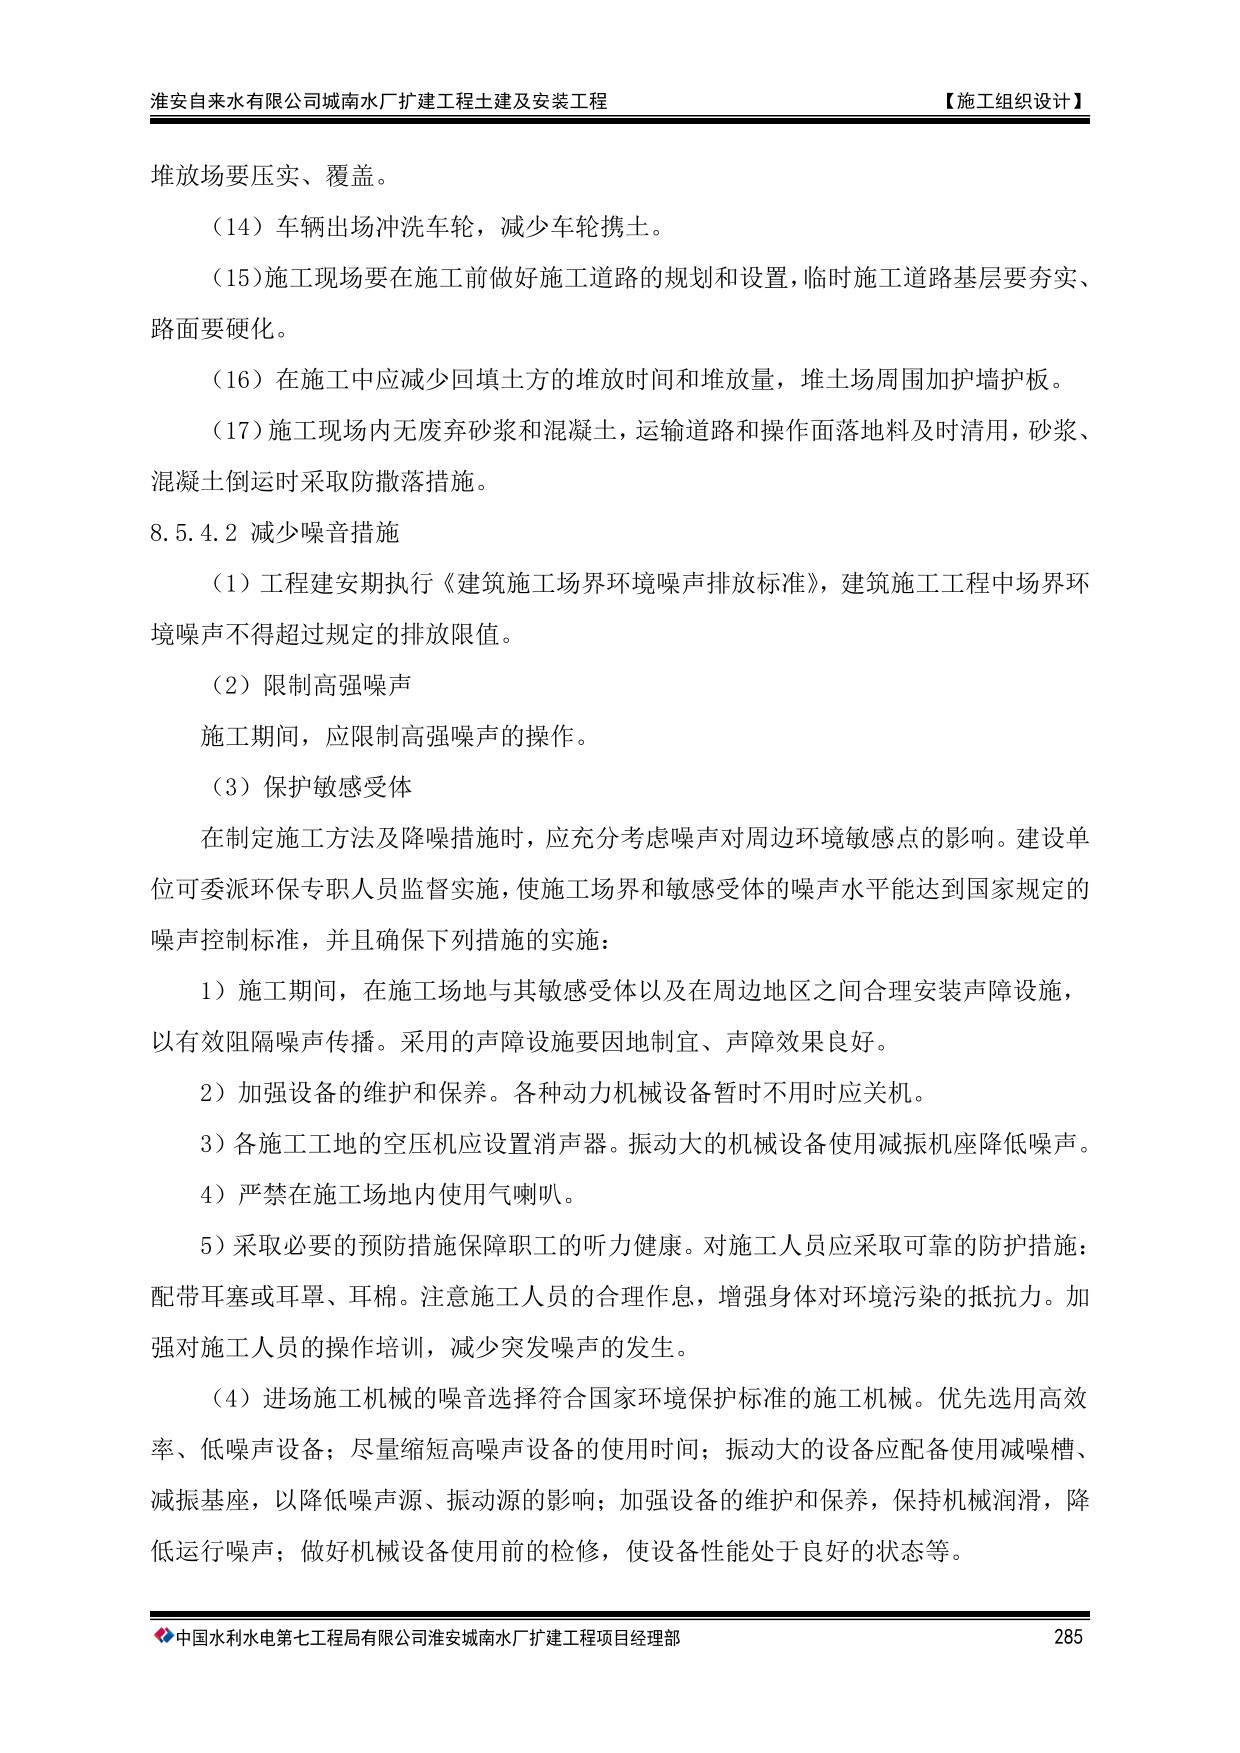 淮安自来水有限公司城南水厂扩建工程土建及安装工程 【施工组织设计】
堆放场要压实、覆盖。
（14）车辆出场冲洗车轮，减少车轮携土。
（15）施工现场要在施工前做好施工道路的规划和设置，临时施工道路基层要夯实、
路面要硬化。
（16）在施工中应减少回填土方的堆放时间和堆放量，堆土场周围加护墙护板。
（17）施工现场内无废弃砂浆和混凝土，运输道路和操作面落地料及时清用，砂浆、
混凝土倒运时采取防撒落措施。
8.5.4.2 减少噪音措施
（1）工程建安期执行《建筑施工场界环境噪声排放标准》，建筑施工工程中场界环
境噪声不得超过规定的排放限值。
（2）限制高强噪声
施工期间，应限制高强噪声的操作。
（3）保护敏感受体
在制定施工方法及降噪措施时，应充分考虑噪声对周边环境敏感点的影响。建设单
位可委派环保专职人员监督实施，使施工场界和敏感受体的噪声水平能达到国家规定的
噪声控制标准，并且确保下列措施的实施：
1）施工期间，在施工场地与其敏感受体以及在周边地区之间合理安装声障设施，
以有效阻隔噪声传播。采用的声障设施要因地制宜、声障效果良好。
2）加强设备的维护和保养。各种动力机械设备暂时不用时应关机。
3）各施工工地的空压机应设置消声器。振动大的机械设备使用减振机座降低噪声。
4）严禁在施工场地内使用气喇叭。
5）采取必要的预防措施保障职工的听力健康。对施工人员应采取可靠的防护措施：
配带耳塞或耳罩、耳棉。注意施工人员的合理作息，增强身体对环境污染的抵抗力。加
强对施工人员的操作培训，减少突发噪声的发生。
（4）进场施工机械的噪音选择符合国家环境保护标准的施工机械。优先选用高效
率、低噪声设备；尽量缩短高噪声设备的使用时间；振动大的设备应配备使用减噪槽、
减振基座，以降低噪声源、振动源的影响；加强设备的维护和保养，保持机械润滑，降
低运行噪声；做好机械设备使用前的检修，使设备性能处于良好的状态等。
中国水利水电第七工程局有限公司淮安城南水厂扩建工程项目经理部 285